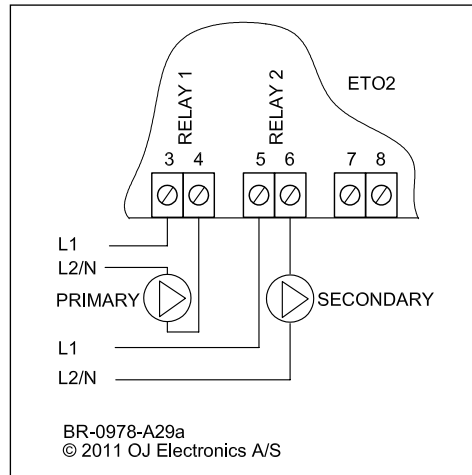 ETO2
RELAY 1
RELAY 2
3 4 5 6 7 8
L1
L2/N
PRIMARY
SECONDARY
L1
L2/N
BR-0978-A29a
© 2011 OJ Electronics A/S